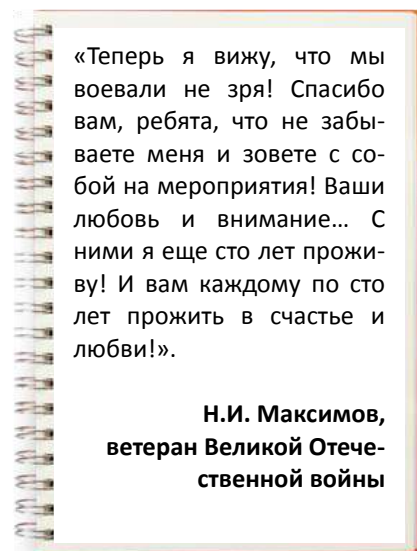 «Теперь я вижу, что мы
воевали не зря! Спасибо
вам, ребята, что не забы-
ваете меня и зовете с со-
бой на мероприятия! Ваши
любовь и внимание… С
ними я еще сто лет прожи-
ву! И вам каждому по сто
лет прожить в счастье и
любви!».
Н.И. Максимов,
ветеран Великой Отече-
ственной войны